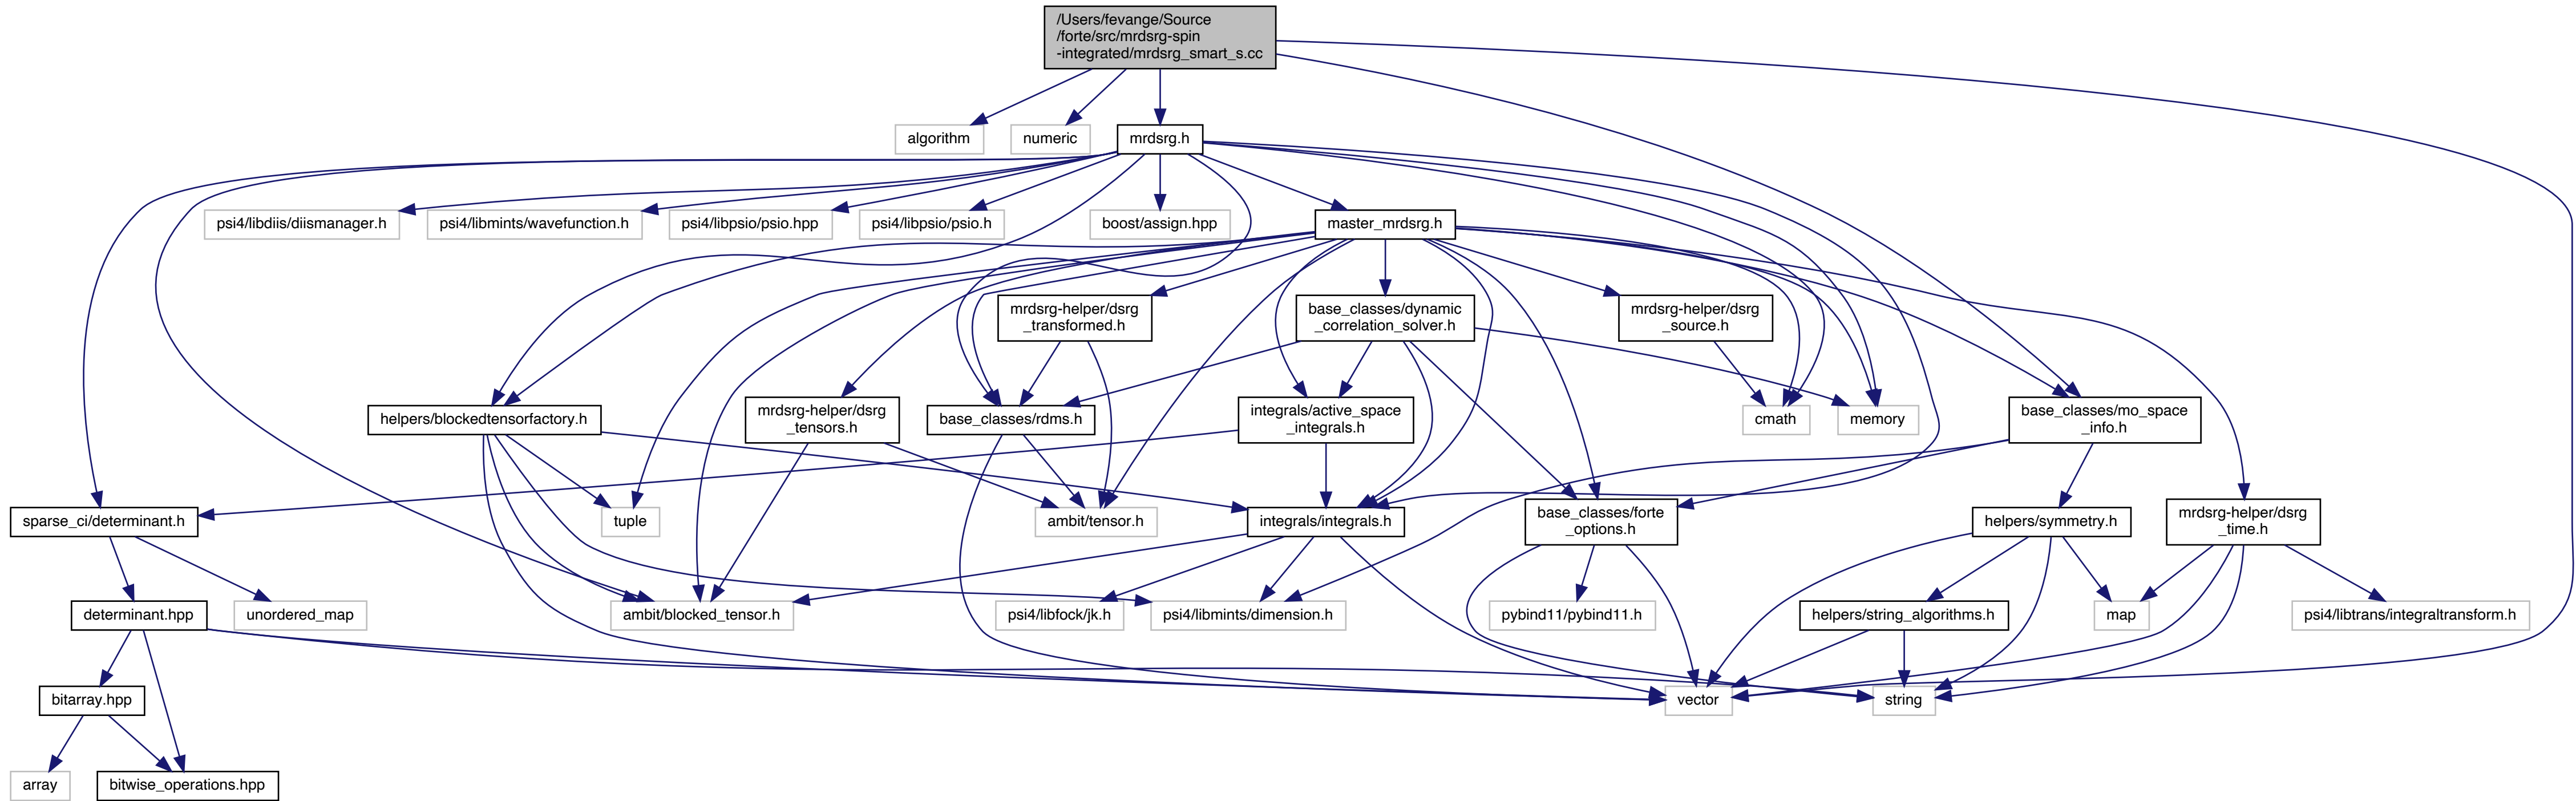 /Users/fevange/Source
/forte/src/mrdsrg-spin
-integrated/mrdsrg_smart_s.cc
algorithm
numeric
mrdsrg.h
psi4/libdiis/diismanager.h
psi4/libmints/wavefunction.h
psi4/libpsio/psio.hpp
psi4/libpsio/psio.h
boost/assign.hpp
master_mrdsrg.h
mrdsrg-helper/dsrg
_transformed.h
base_classes/dynamic
_correlation_solver.h
mrdsrg-helper/dsrg
_source.h
helpers/blockedtensorfactory.h
mrdsrg-helper/dsrg
_tensors.h
base_classes/rdms.h
integrals/active_space
_integrals.h
cmath
memory
base_classes/mo_space
_info.h
sparse_ci/determinant.h
tuple
ambit/tensor.h
integrals/integrals.h
base_classes/forte
_options.h
helpers/symmetry.h
mrdsrg-helper/dsrg
_time.h
determinant.hpp
unordered_map
ambit/blocked_tensor.h
psi4/libfock/jk.h
psi4/libmints/dimension.h
pybind11/pybind11.h
helpers/string_algorithms.h
map
psi4/libtrans/integraltransform.h
bitarray.hpp
vector
string
array
bitwise_operations.hpp